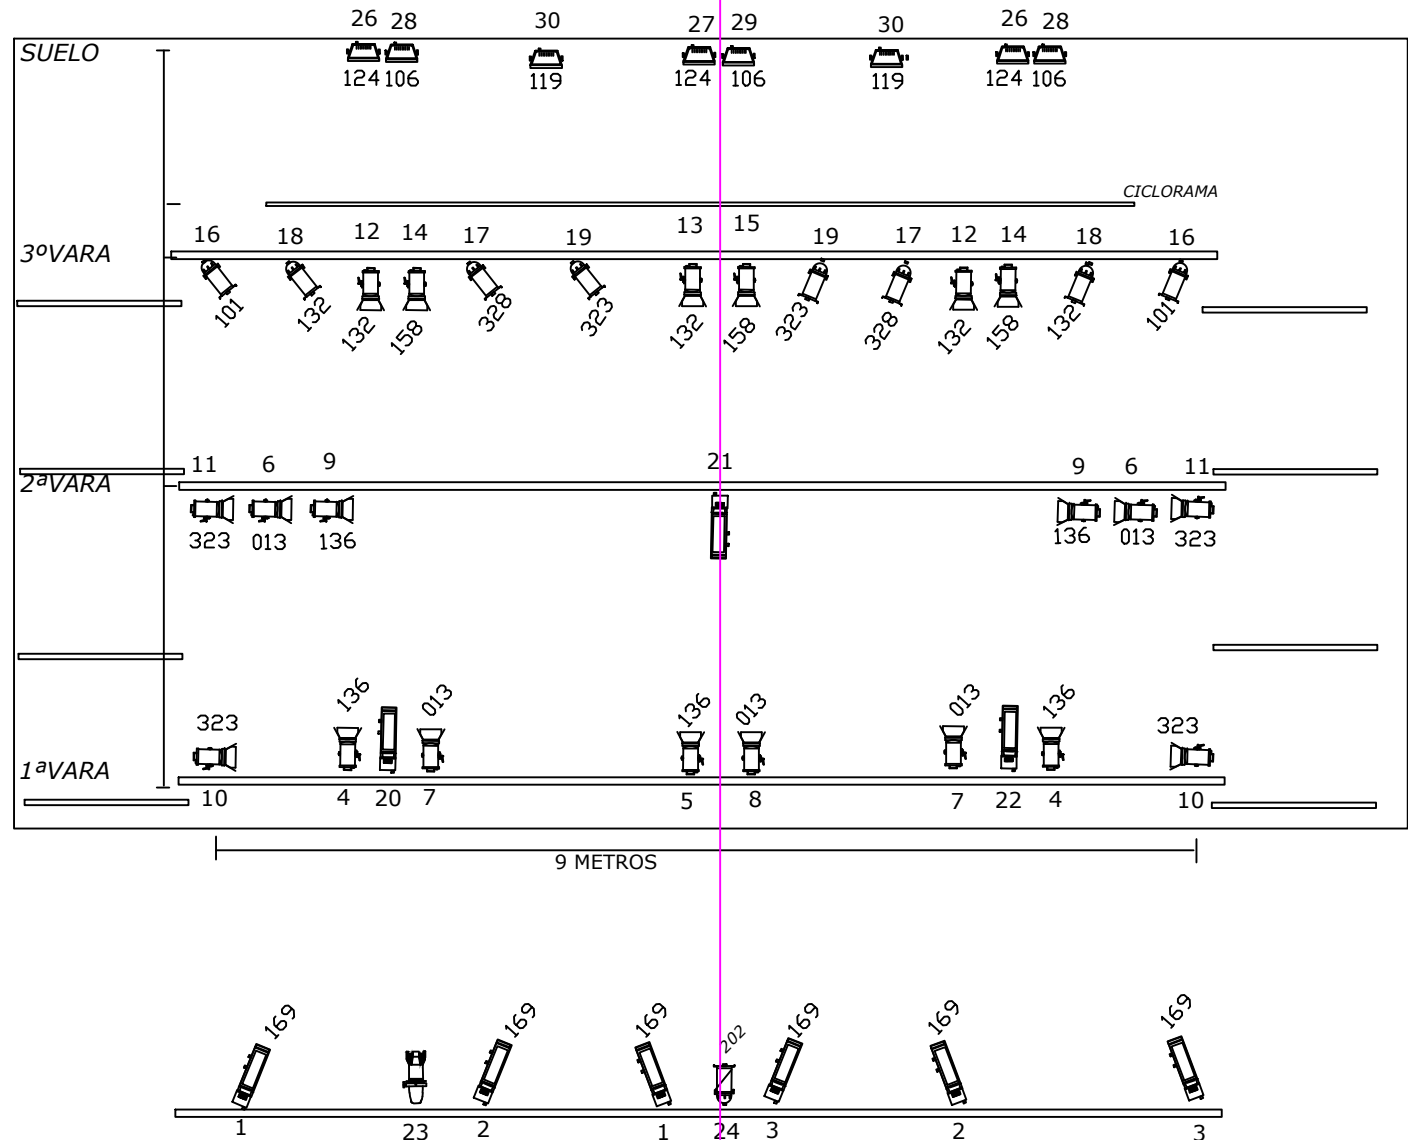 26 28 30 27 29 30 26 28
SUELO
124 106 119 124 106 119 124 106
CICLORAMA
16 18 12 14 17 19 13 15 19 17 12 14 18 16
3ºVARA
101 132 132 158 328 323 132 158 323 328 132 158 132 101
11 6 9 21 9 6 11
2ªVARA
323 013 136 136 013 323
323 136 013 136 013 013 136 323
1ªVARA
10 4 20 7 5 8 7 22 4 10
9 METROS
169 169 169 202 169 169 169
1 23 2 1 24 3 2 3